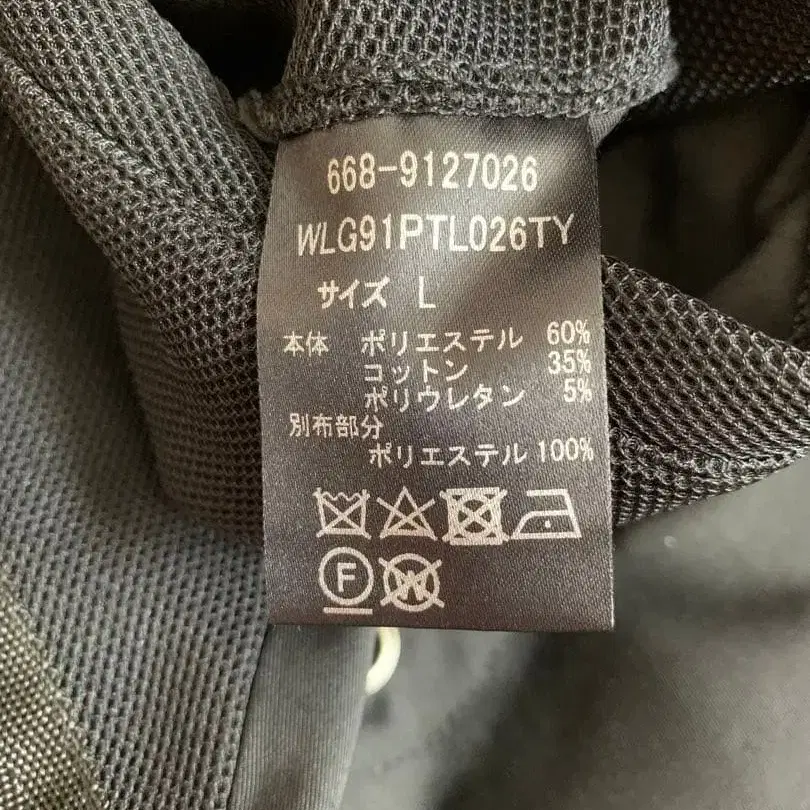 668-9127026
WLG91PTL026TY
サイズ L
本体 ポリエステル 60%
コットン 35%
ポリウレタン 5%
別布部分
ポリエステル 100%
F W